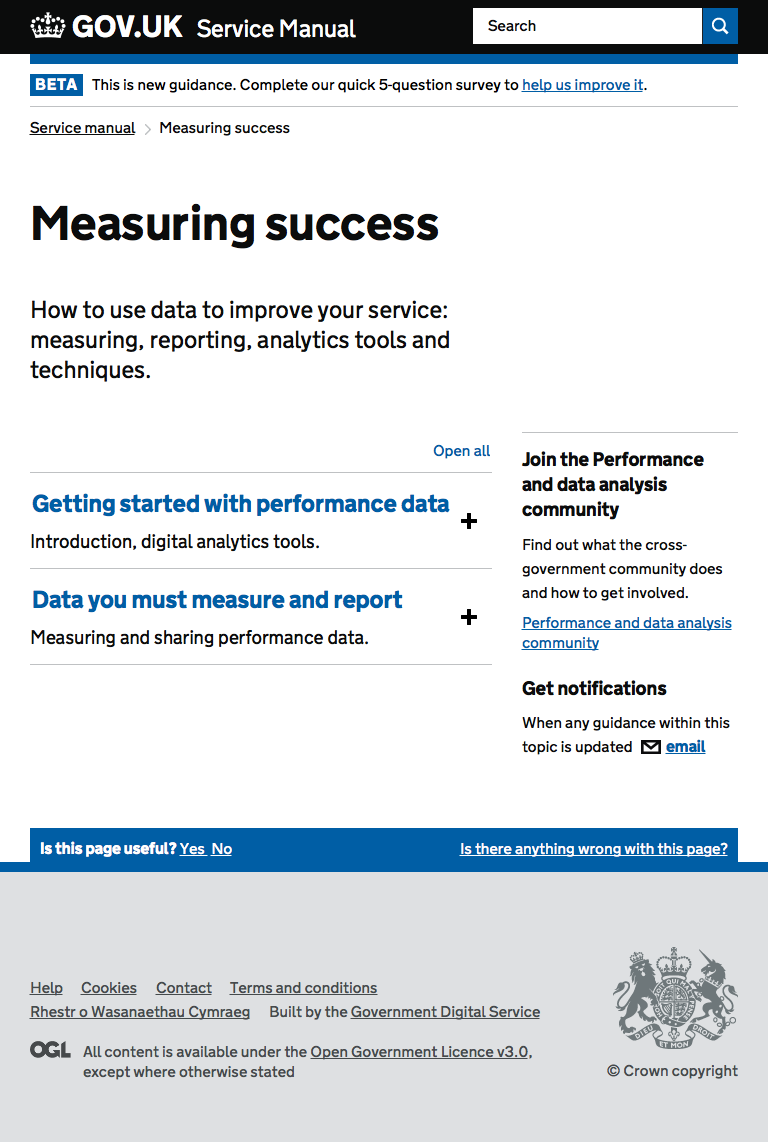 GOV.UK Service Manual
Search
BETA This is new guidance. Complete our quick 5-question survey to help us improve it.
Service manual Measuring success
Measuring success
How to use data to improve your service:
measuring, reporting, analytics tools and
techniques.
Open all
Getting started with performance data
Introduction, digital analytics tools.
Data you must measure and report
Measuring and sharing performance data.
Join the Performance
and data analysis
community
Find out what the cross-
government community does
and how to get involved.
Performance and data analysis
community
Get notifications
When any guidance within this
topic is updated email
Is this page useful? Yes No
Is there anything wrong with this page?
Help Cookies Contact Terms and conditions
Rhestr o Wasanaethau Cymraeg Built by the Government Digital Service
OGL All content is available under the Open Government Licence v3.0,
except where otherwise stated
DIEU ET MON DROIT
© Crown copyright